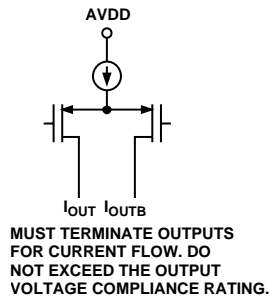 AVDD
IOUT IOUTB
MUST TERMINATE OUTPUTS
FOR CURRENT FLOW. DO
NOT EXCEED THE OUTPUT
VOLTAGE COMPLIANCE RATING.